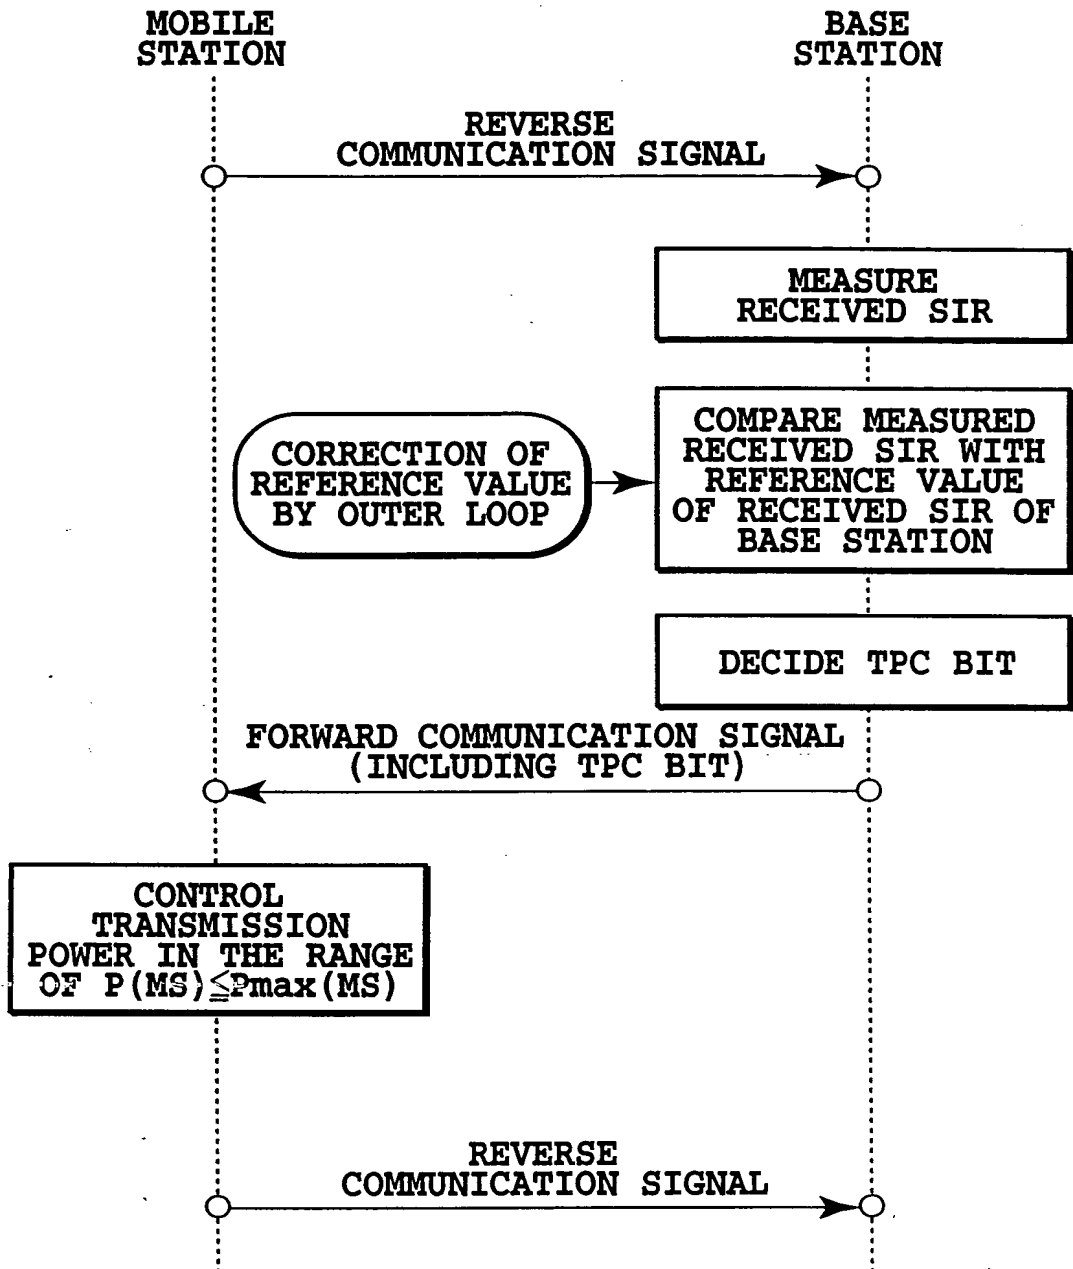 MOBILE
STATION
BASE
STATION
REVERSE
COMMUNICATION SIGNAL
MEASURE
RECEIVED SIR
CORRECTION OF
REFERENCE VALUE
BY OUTER LOOP
COMPARE MEASURED
RECEIVED SIR WITH
REFERENCE VALUE
OF RECEIVED SIR OF
BASE STATION
DECIDE TPC BIT
FORWARD COMMUNICATION SIGNAL
(INCLUDING TPC BIT)
CONTROL
TRANSMISSION
POWER IN THE RANGE
OF P(MS)≦Pmax(MS)
REVERSE
COMMUNICATION SIGNAL